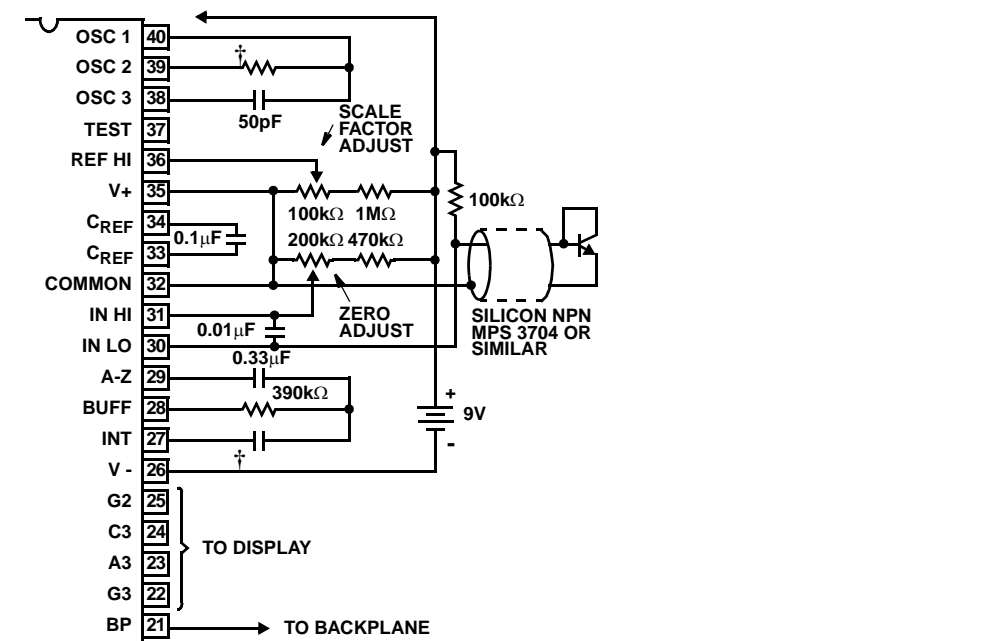 OSC 1 40
OSC 2 39 †
OSC 3 38
50pF
TEST 37
SCALE
FACTOR
ADJUST
REF HI 36
V+ 35
100kΩ 1MΩ
100kΩ
CREF 34
0.1μF
200kΩ 470kΩ
CREF 33
COMMON 32
IN HI 31
ZERO
ADJUST
SILICON NPN
MPS 3704 OR
SIMILAR
0.01μF
IN LO 30
0.33μF
A-Z 29
390kΩ
BUFF 28
+
9V
-
INT 27
†
V - 26
G2 25
C3 24
TO DISPLAY
A3 23
G3 22
BP 21
TO BACKPLANE